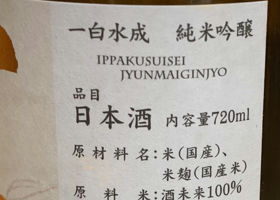 一白水成 純米吟醸
IPPAKUSUISEI
JYUNMAIGINJYO
品目
日本酒 内容量720ml
原材料名:米(国産)、
米麹(国産米)
原料米:酒未来100%